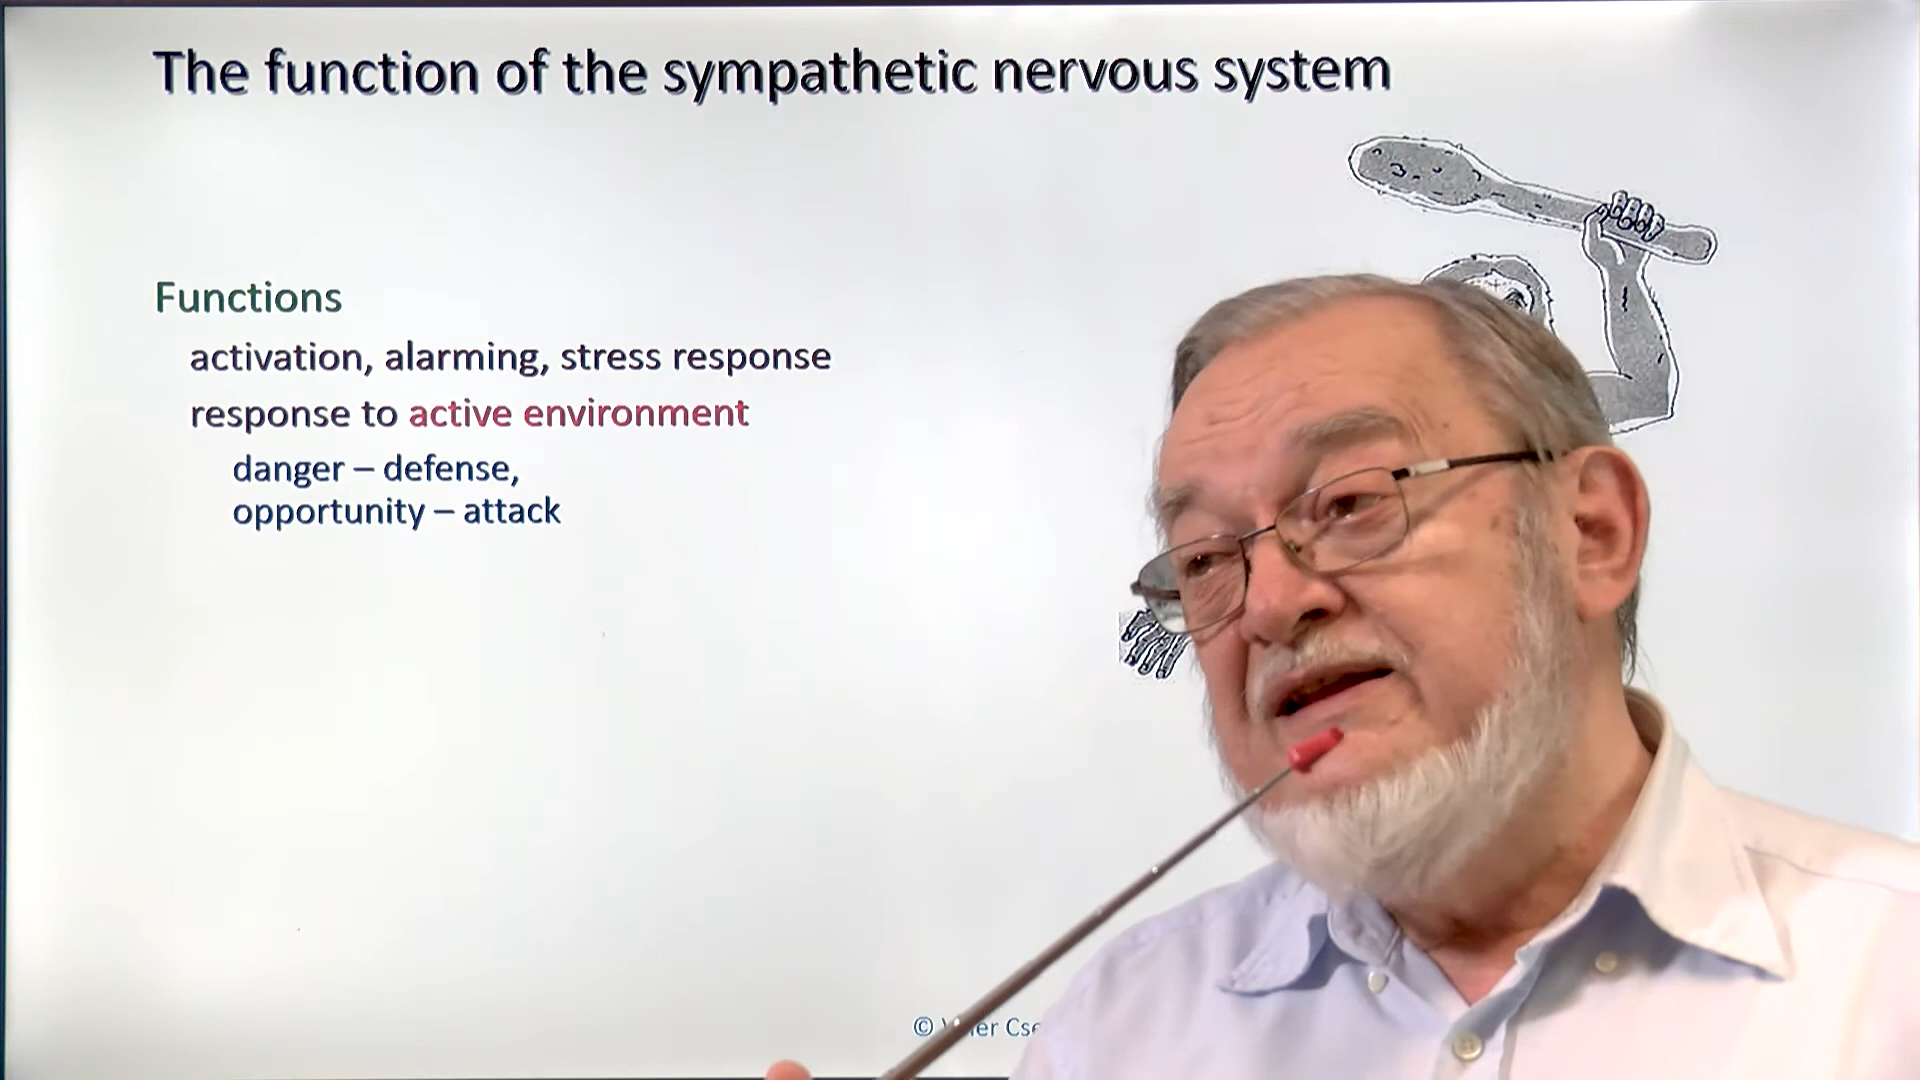 The function of the sympathetic nervous system
Functions
activation, alarming, stress response
response to active environment
danger – defense,
opportunity – attack
©